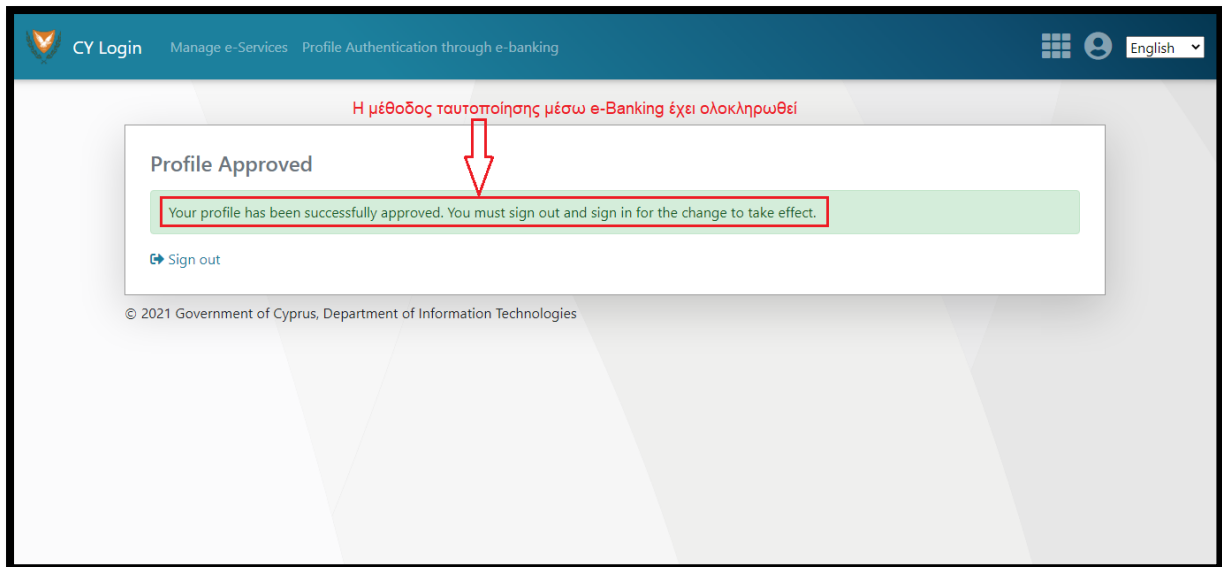 CY Login Manage e-Services Profile Authentication through e-banking English
Η μέθοδος ταυτοποίησης μέσω e-Banking έχει ολοκληρωθεί
Profile Approved
Your profile has been successfully approved. You must sign out and sign in for the change to take effect.
Sign out
© 2021 Government of Cyprus, Department of Information Technologies